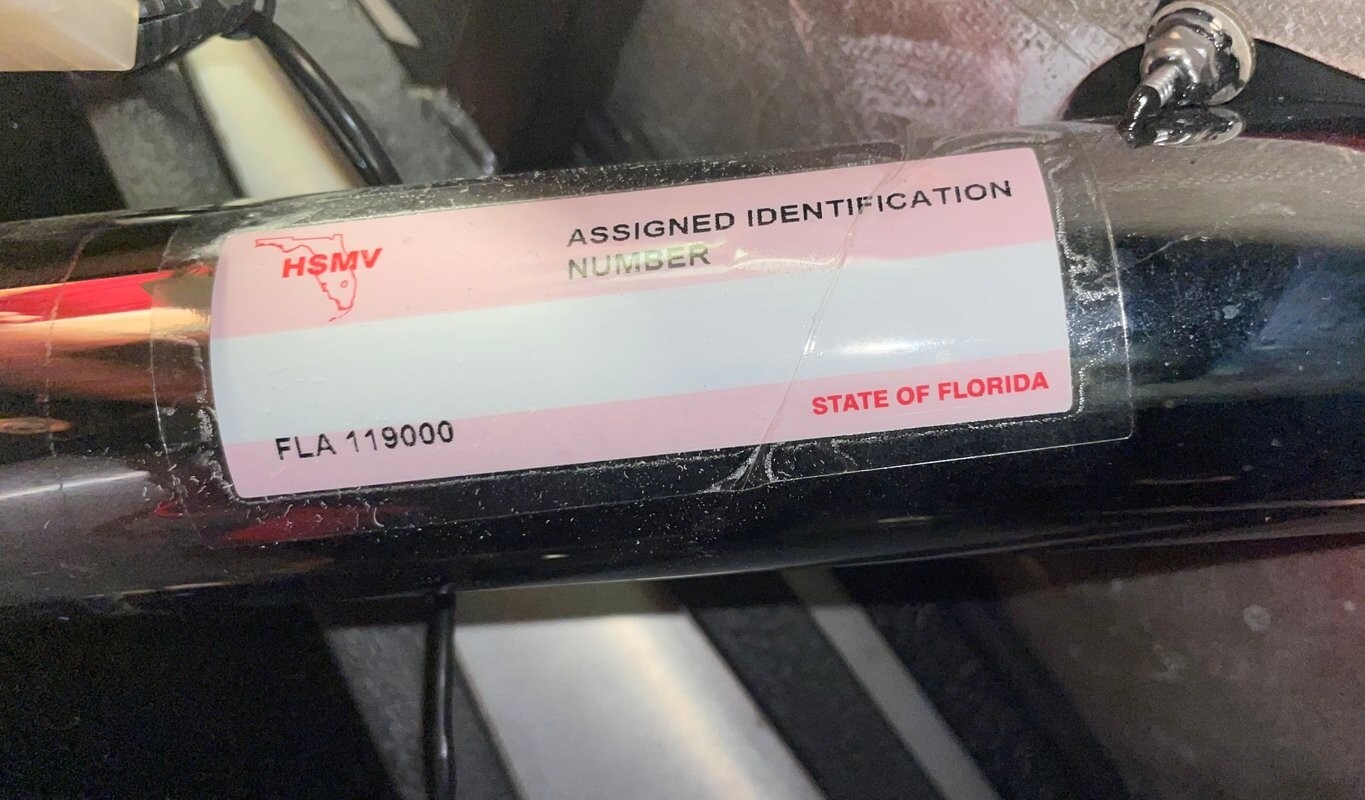 HSMV
ASSIGNED IDENTIFICATION
NUMBER
FLA 119000
STATE OF FLORIDA